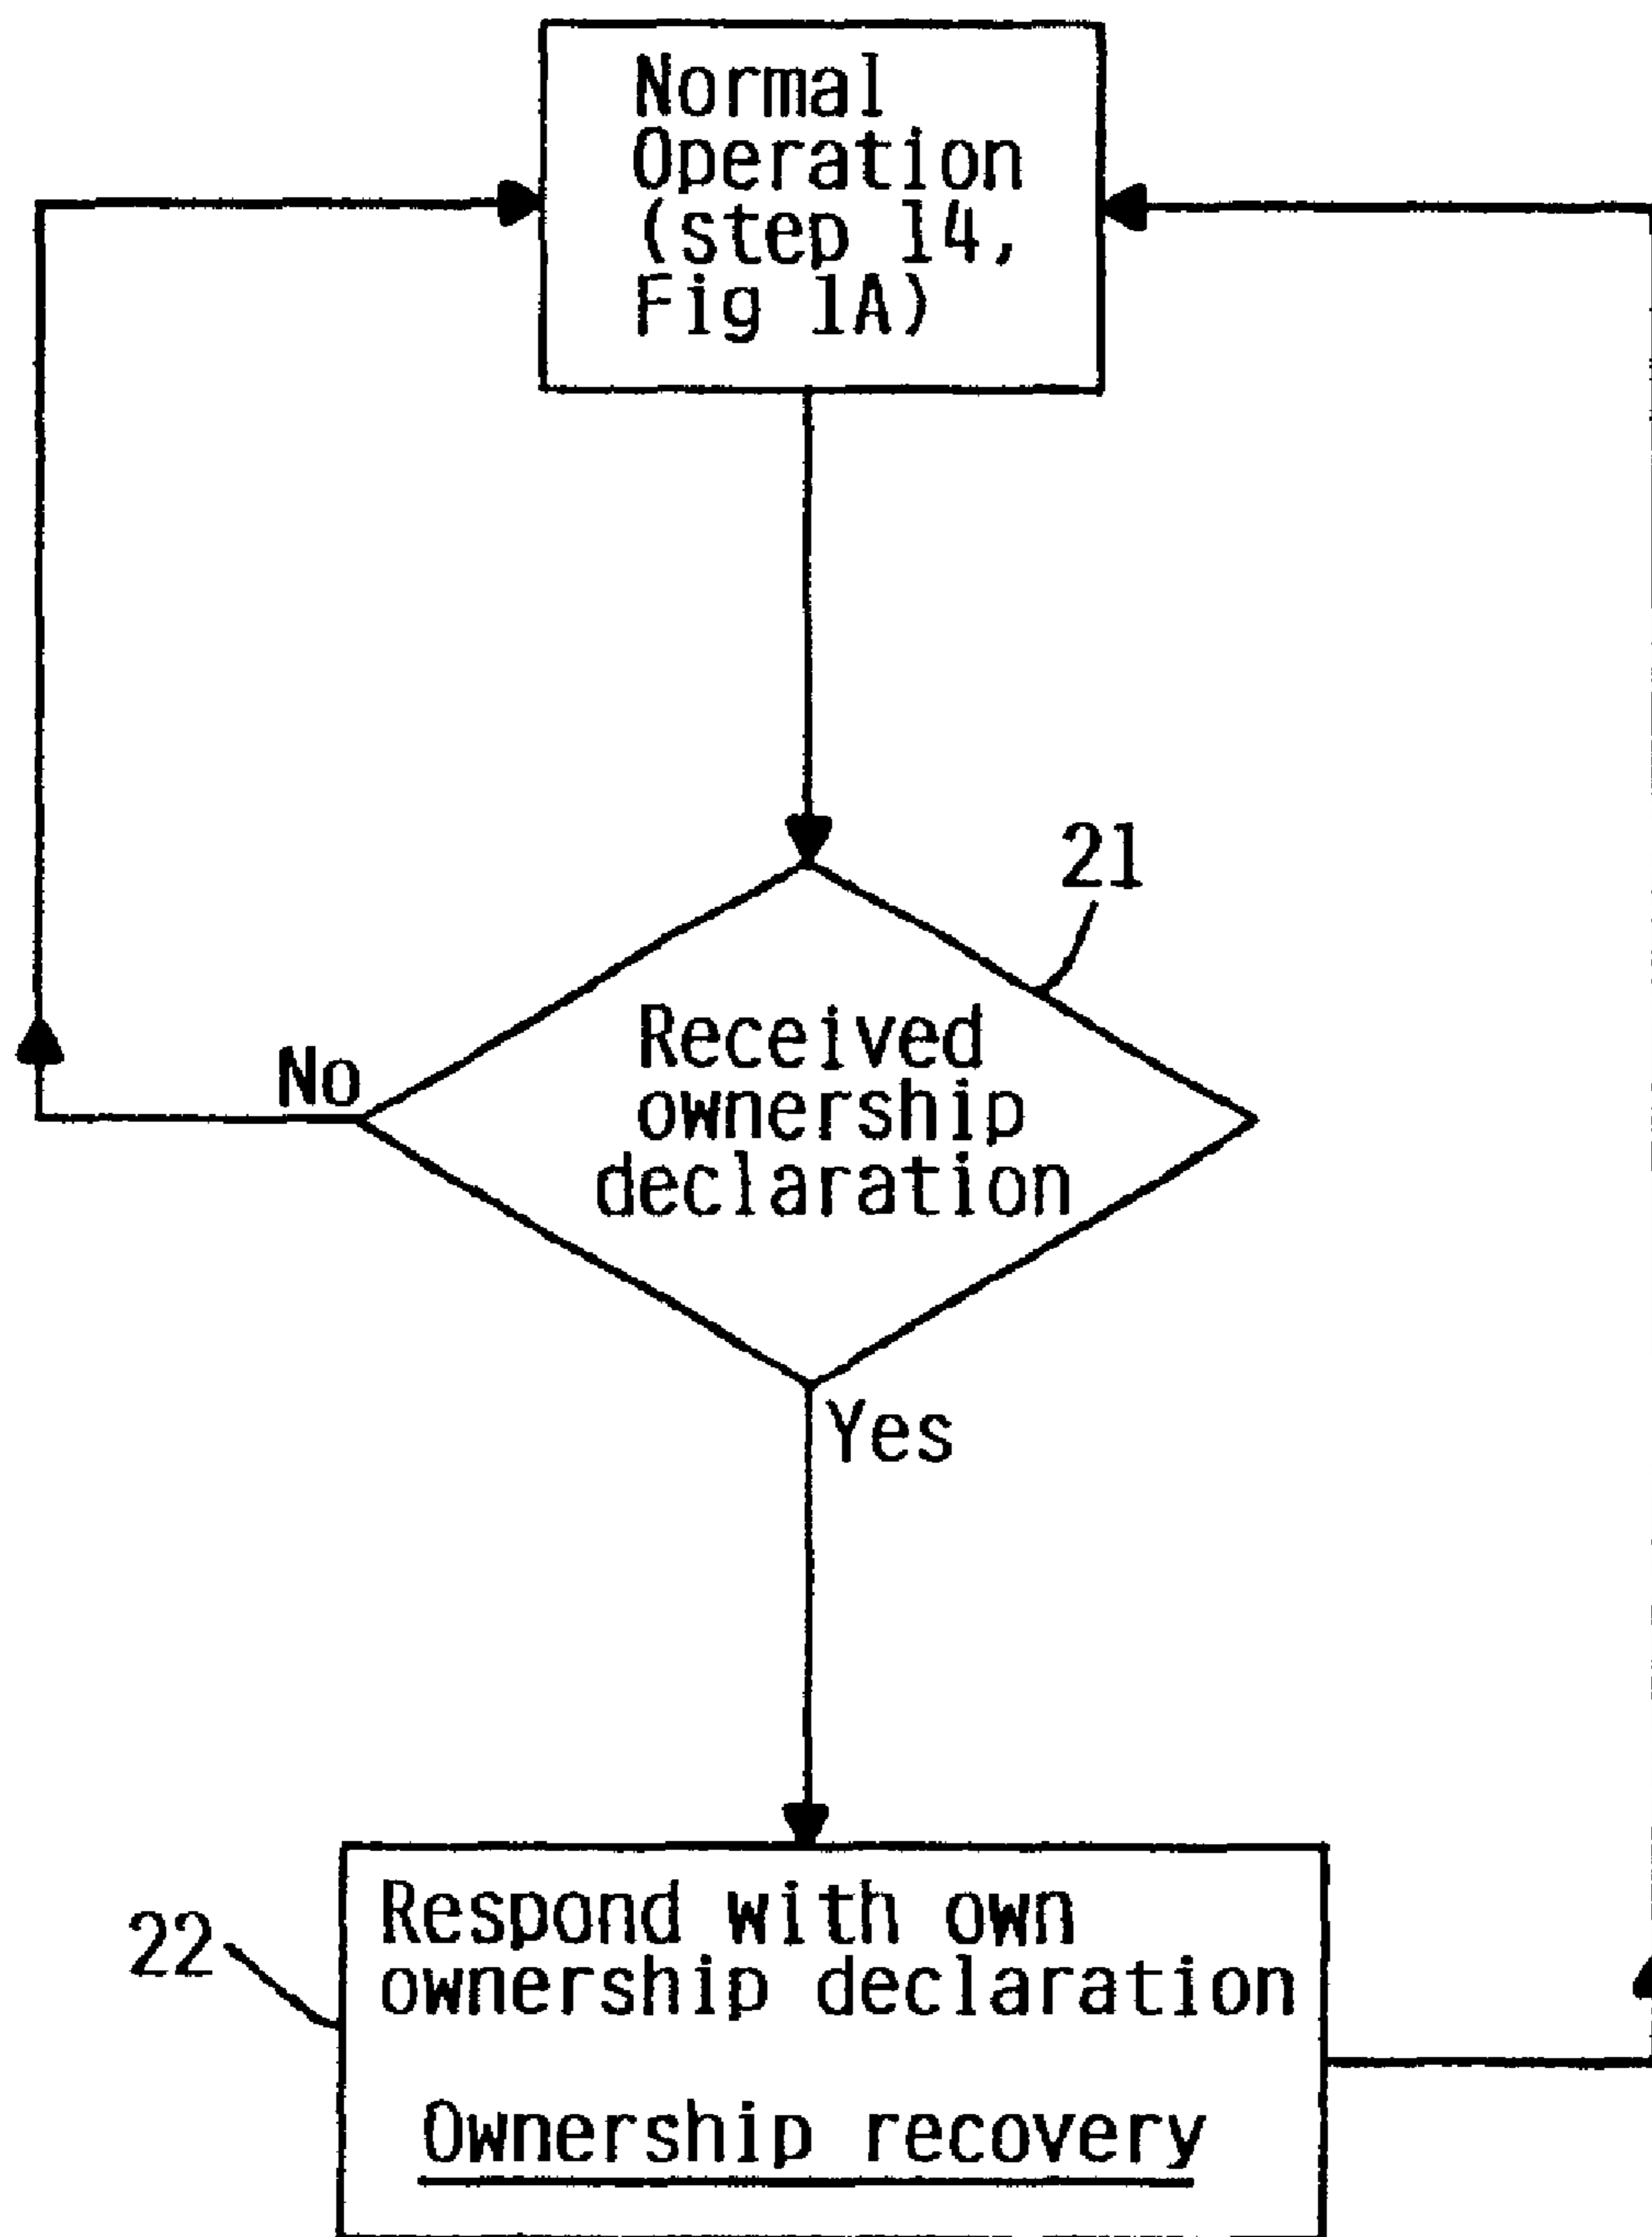 Normal
Operation
(step 14,
Fig 1A)
21
Received
ownership
declaration
No
Yes
22
Respond with own
ownership declaration
Ownership recovery